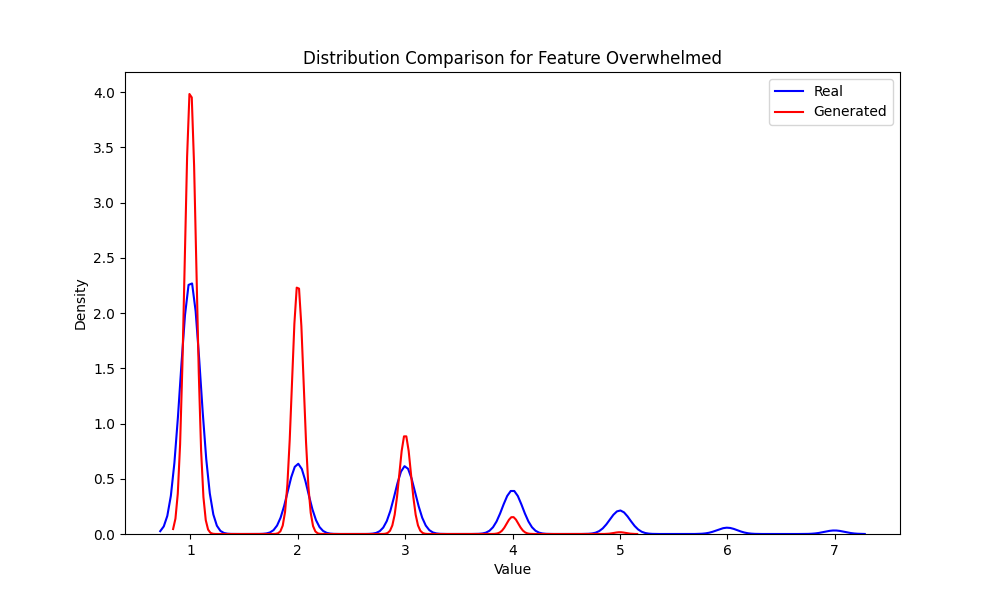 Distribution Comparison for Feature Overwhelmed
Real
Generated
4.0
3.5
3.0
2.5
2.0
1.5
1.0
0.5
0.0
Density
1 2 3 4 5 6 7
Value